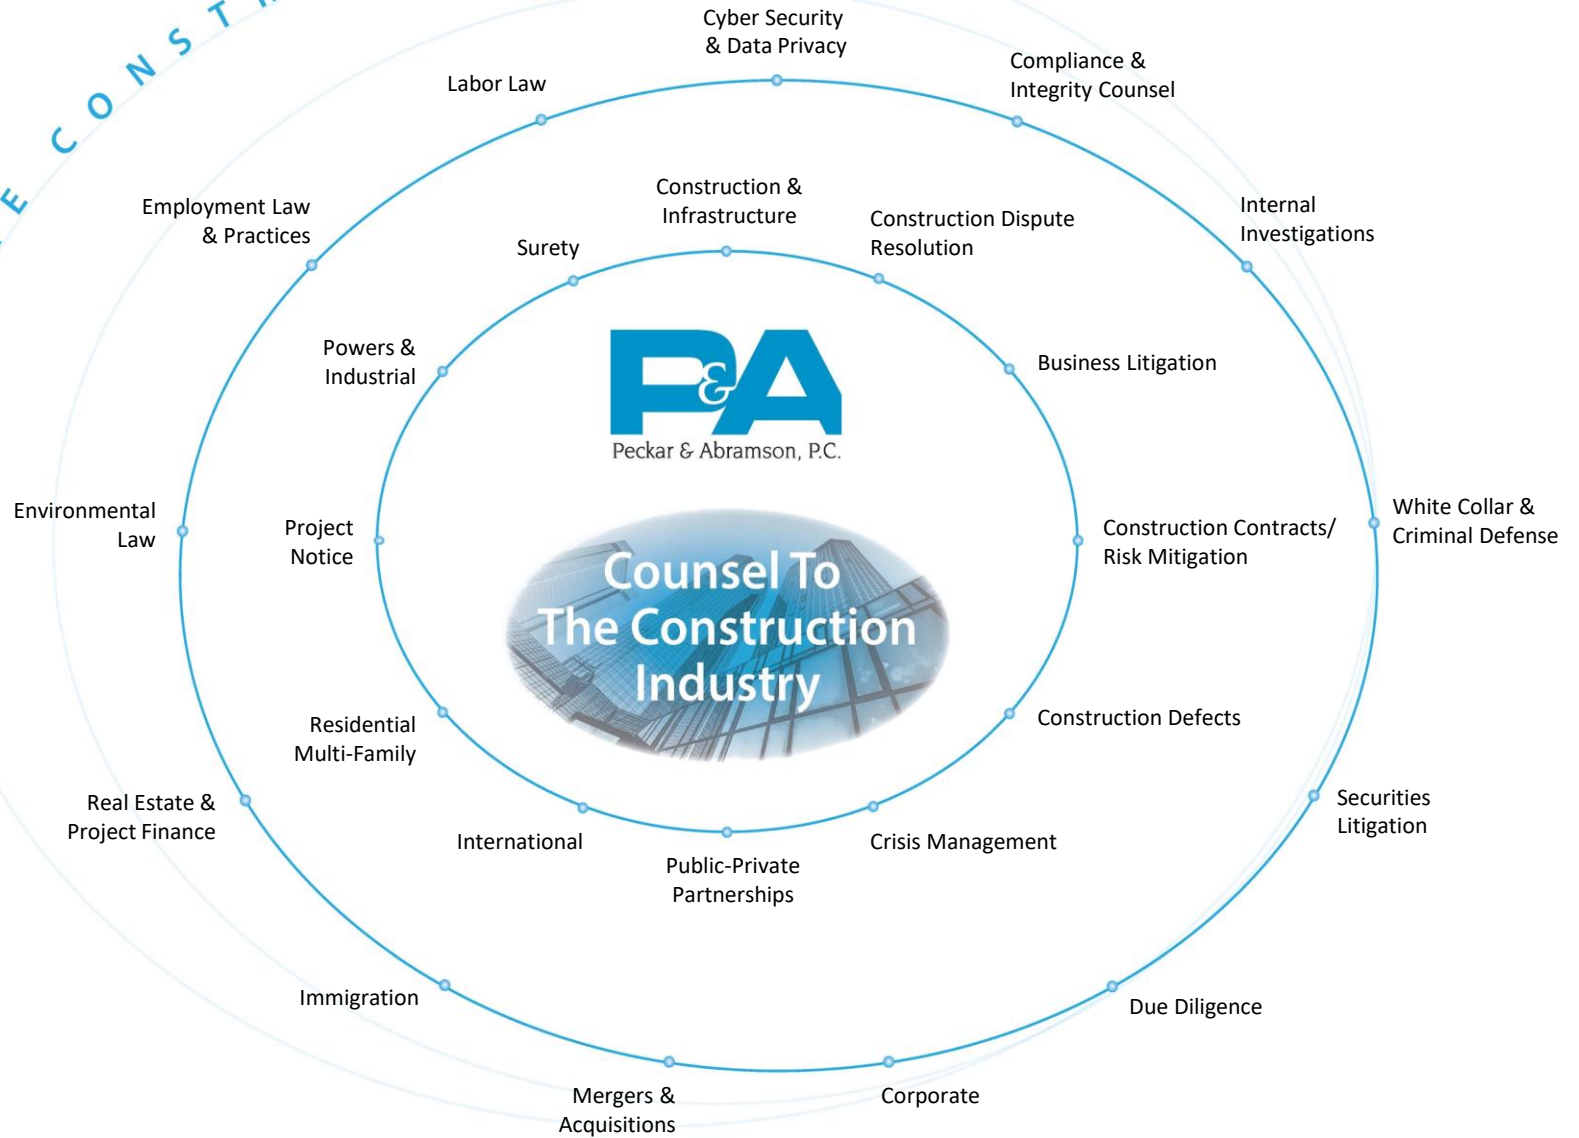 E CONST
Cyber Security
& Data Privacy
Labor Law
Compliance &
Integrity Counsel
Employment Law
& Practices
Internal
Investigations
Construction &
Infrastructure
Surety
Construction Dispute
Resolution
Powers &
Industrial
P&A
Peckar & Abramson, P.C.
Business Litigation
Environmental
Law
Project
Notice
Counsel To
The Construction
Industry
Construction Contracts/
Risk Mitigation
White Collar &
Criminal Defense
Residential
Multi-Family
Construction Defects
Real Estate &
Project Finance
Securities
Litigation
International
Public-Private
Partnerships
Crisis Management
Immigration
Due Diligence
Mergers &
Acquisitions
Corporate